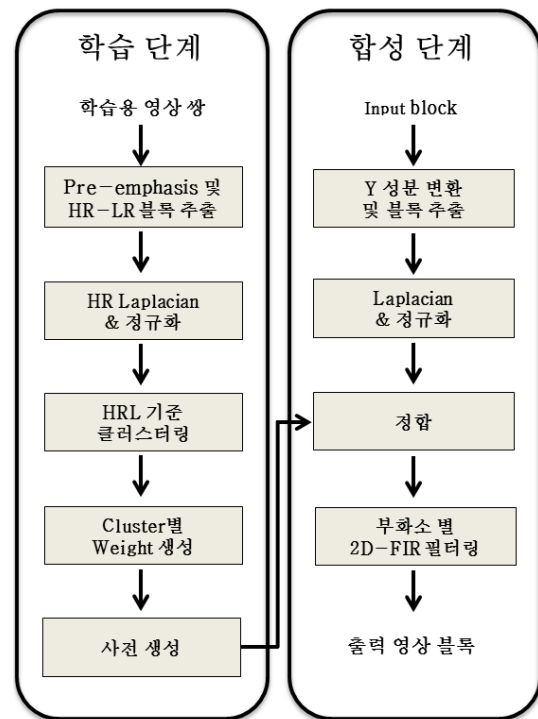 학습 단계
학습용 영상 쌍
Pre-emphasis 및
HR-LR 블록 추출
HR Laplacian
& 정규화
HRL 기준
클러스터링
Cluster별
Weight 생성
사전 생성
합성 단계
Input block
Y 성분 변환
및 블록 추출
Laplacian
& 정규화
정합
부화소 별
2D-FIR 필터링
출력 영상 블록